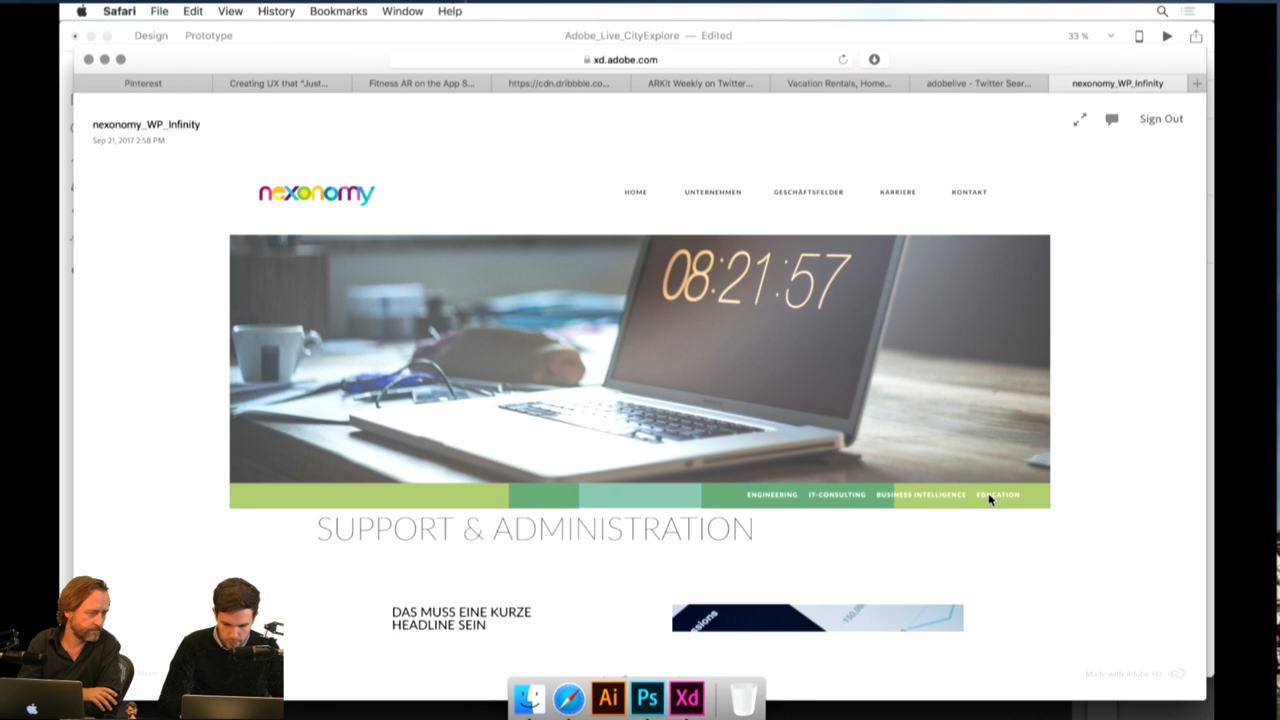 Safari File Edit View History Bookmarks Window Help
Design Prototype Adobe_Live_CityExplore — Edited 33 %
xd.adobe.com
Pinterest Creating UX that "Just... Fitness AR on the App S... https://cdn.dribbble.co... ARKit Weekly on Twitter... Vacation Rentals, Home... adobelive - Twitter Sear... nexonomy_WP_Infinity
nexonomy_WP_Infinity
Sep 21, 2017 2:58 PM
Sign Out
nexonomy
HOME UNTERNEHMEN GESCHÄFTSFELDER KARRIERE KONTAKT
08:21:57
ENGINEERING IT-CONSULTING BUSINESS INTELLIGENCE EDUCATION
SUPPORT & ADMINISTRATION
DAS MUSS EINE KURZE
HEADLINE SEIN
ssions
150,00
Made with Adobe XD
Ai Ps Xd